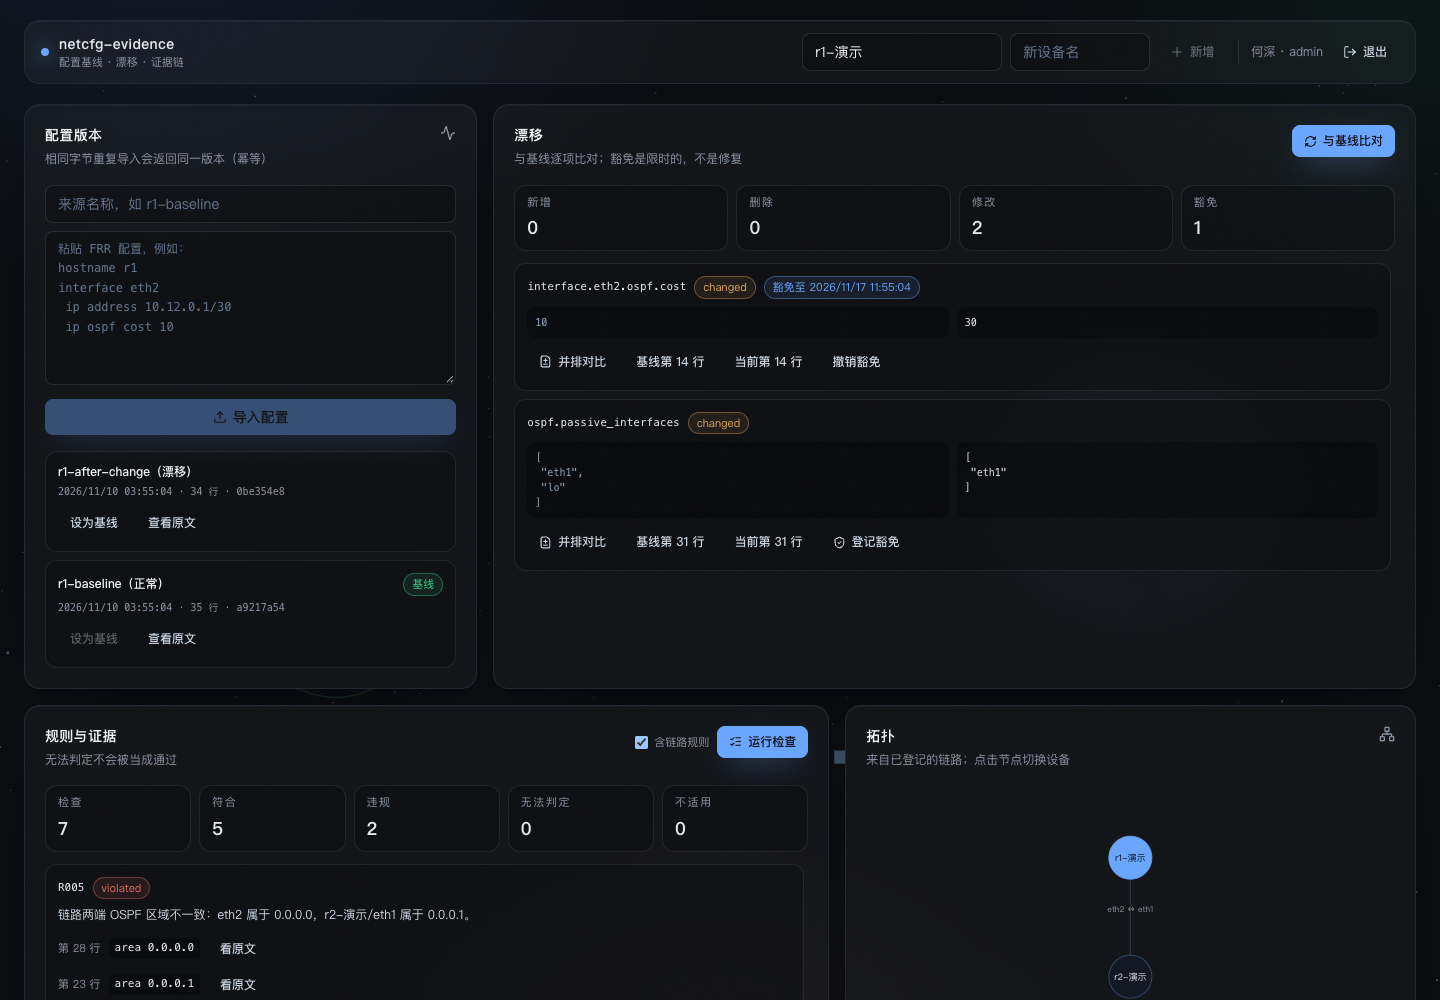 netcfg-evidence
配置基线 · 漂移 · 证据链
r1-演示
新设备名
新增
何深 · admin
退出
配置版本
相同字节重复导入会返回同一版本（幂等）
来源名称，如 r1-baseline
粘贴 FRR 配置，例如:
hostname r1
interface eth2
ip address 10.12.0.1/30
ip ospf cost 10
导入配置
r1-after-change（漂移）
2026/11/10 03:55:04 · 34 行 · 0be354e8
设为基线 查看原文
r1-baseline（正常）
基线
2026/11/10 03:55:04 · 35 行 · a9217a54
设为基线 查看原文
漂移
与基线逐项比对；豁免是限时的，不是修复
与基线比对
新增
0
删除
0
修改
2
豁免
1
interface.eth2.ospf.cost changed 豁免至 2026/11/17 11:55:04
10
30
并排对比 基线第 14 行 当前第 14 行 撤销豁免
ospf.passive_interfaces changed
[
"eth1",
"lo"
]
[
"eth1"
]
并排对比 基线第 31 行 当前第 31 行 登记豁免
规则与证据
无法判定不会被当成通过
含链路规则
运行检查
检查
7
符合
5
违规
2
无法判定
0
不适用
0
R005 violated
链路两端 OSPF 区域不一致：eth2 属于 0.0.0.0，r2-演示/eth1 属于 0.0.0.1。
第 28 行 area 0.0.0.0 看原文
第 23 行 area 0.0.0.1 看原文
拓扑
来自已登记的链路；点击节点切换设备
r1-演示
eth2 ↔ eth1
r2-演示